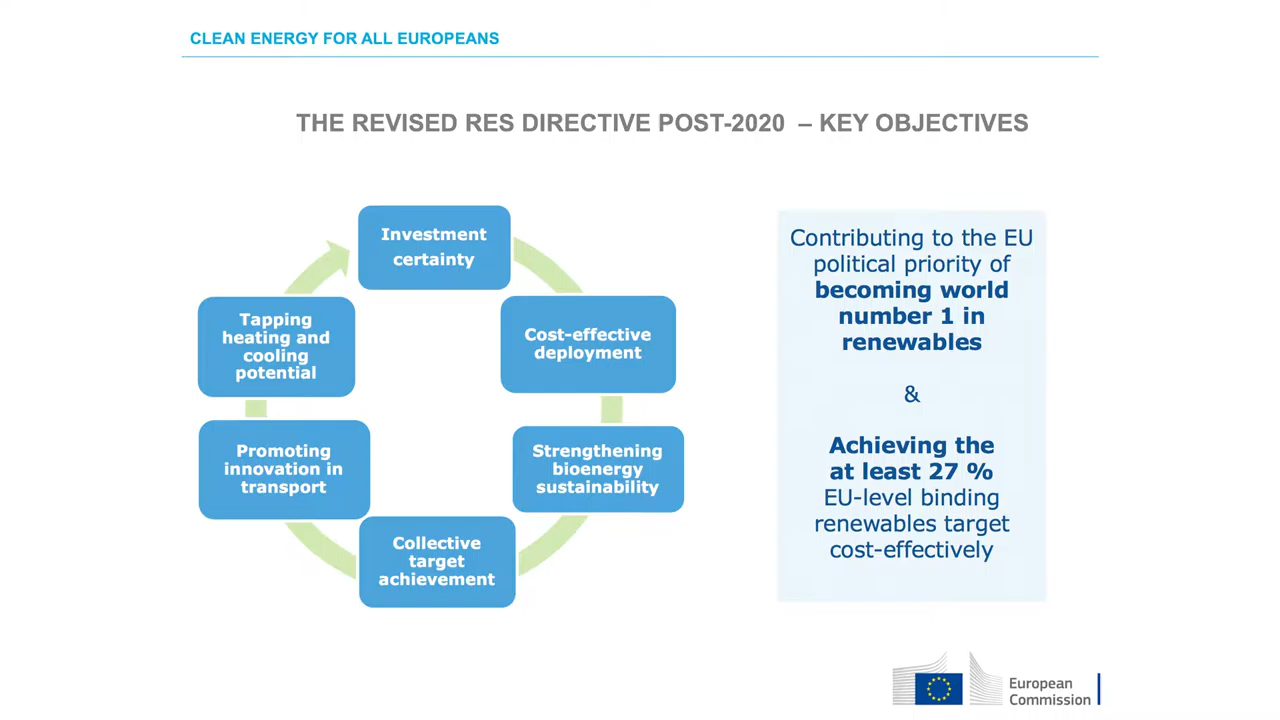 CLEAN ENERGY FOR ALL EUROPEANS
THE REVISED RES DIRECTIVE POST-2020 – KEY OBJECTIVES
Investment
certainty
Cost-effective
deployment
Strengthening
bioenergy
sustainability
Collective
target
achievement
Promoting
innovation in
transport
Tapping
heating and
cooling
potential
Contributing to the EU
political priority of
becoming world
number 1 in
renewables
&
Achieving the
at least 27 %
EU-level binding
renewables target
cost-effectively
European
Commission